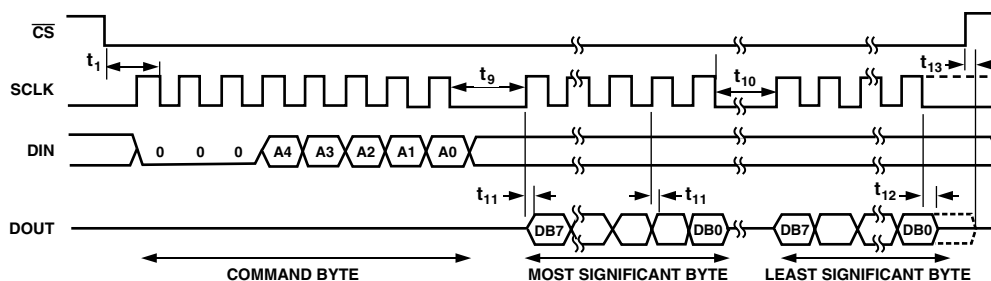 CS
t1
t9
t10
t13
SCLK
DIN
0 0 0 A4 A3 A2 A1 A0
t11
t11
t12
DOUT
DB7 DB0 DB7 DB0
COMMAND BYTE MOST SIGNIFICANT BYTE LEAST SIGNIFICANT BYTE